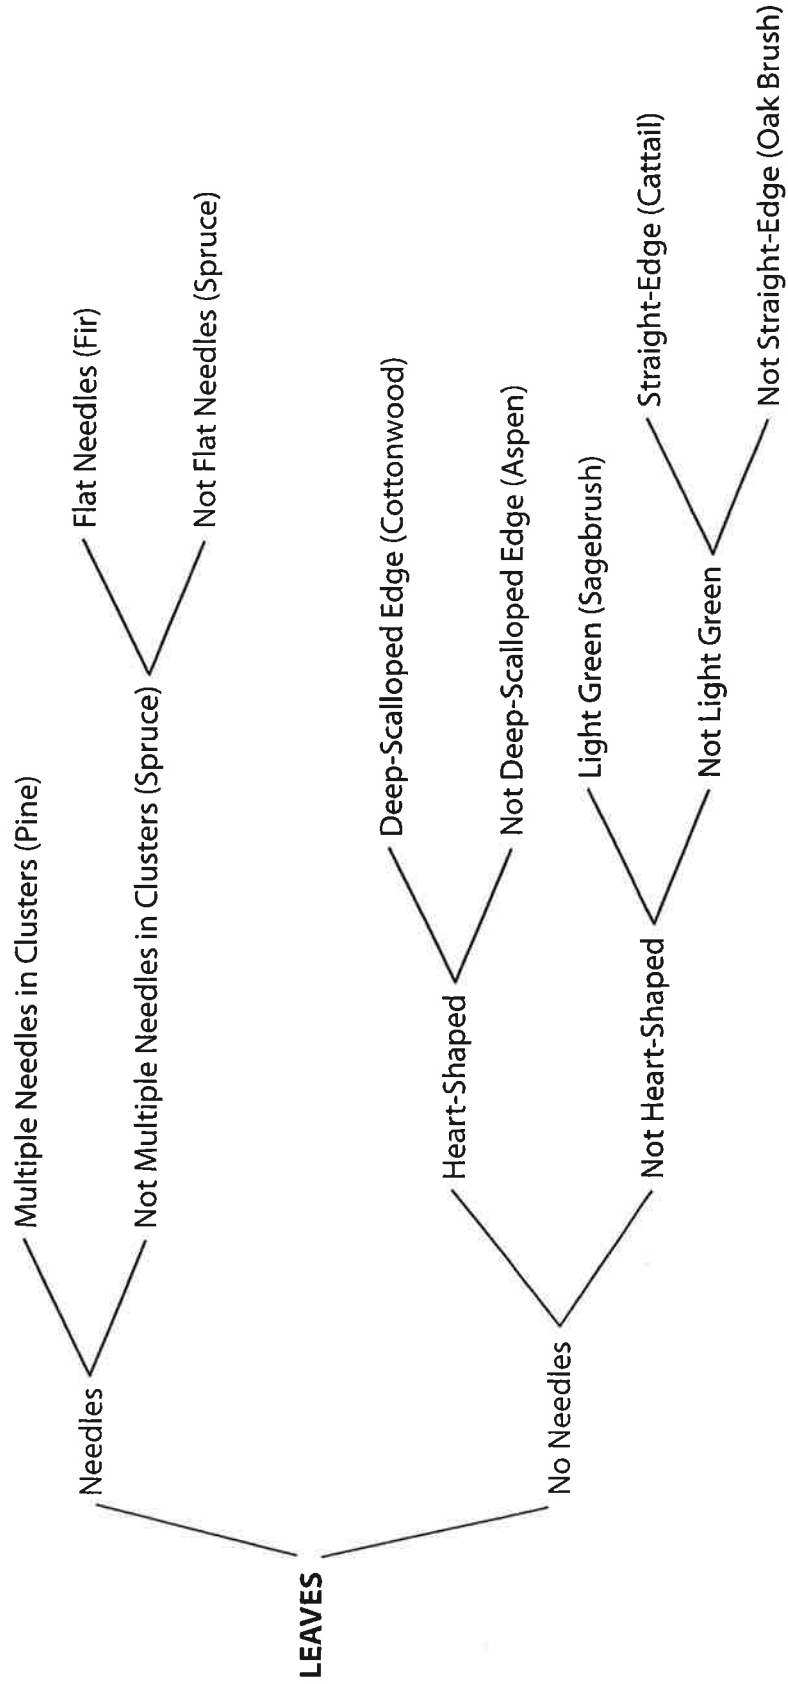 LEAVES
Needles
Multiple Needles in Clusters (Pine)
Not Multiple Needles in Clusters (Spruce)
Flat Needles (Fir)
Not Flat Needles (Spruce)
No Needles
Heart-Shaped
Deep-Scalloped Edge (Cottonwood)
Not Deep-Scalloped Edge (Aspen)
Not Heart-Shaped
Light Green (Sagebrush)
Not Light Green
Straight-Edge (Cattail)
Not Straight-Edge (Oak Brush)